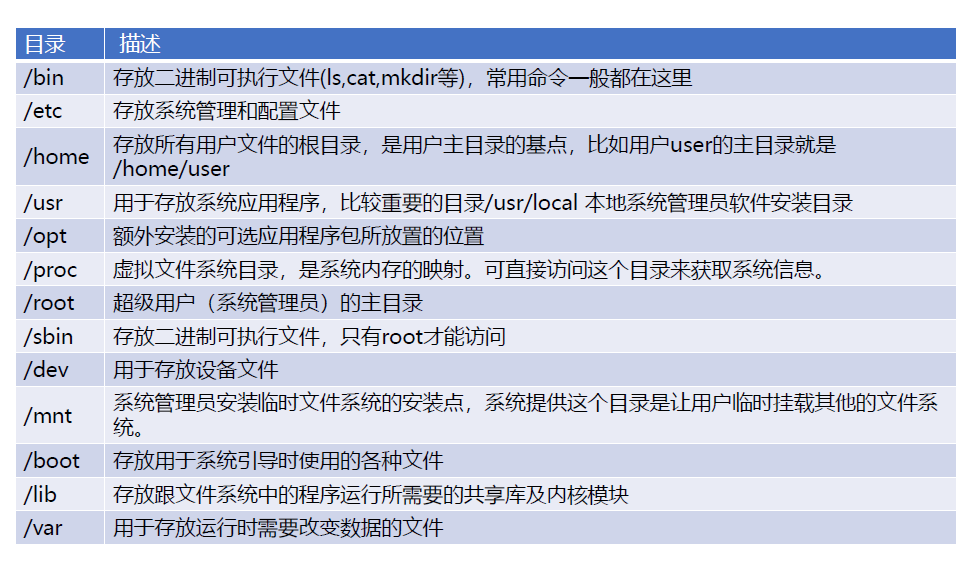 目录 描述
/bin 存放二进制可执行文件(ls,cat,mkdir等)，常用命令一般都在这里
/etc 存放系统管理和配置文件
/home 存放所有用户文件的根目录，是用户主目录的基点，比如用户user的主目录就是
/home/user
/usr 用于存放系统应用程序，比较重要的目录/usr/local 本地系统管理员软件安装目录
/opt 额外安装的可选应用程序包所放置的位置
/proc 虚拟文件系统目录，是系统内存的映射。可直接访问这个目录来获取系统信息。
/root 超级用户（系统管理员）的主目录
/sbin 存放二进制可执行文件，只有root才能访问
/dev 用于存放设备文件
/mnt 系统管理员安装临时文件系统的安装点，系统提供这个目录是让用户临时挂载其他的文件系
统。
/boot 存放用于系统引导时使用的各种文件
/lib 存放跟文件系统中的程序运行所需要的共享库及内核模块
/var 用于存放运行时需要改变数据的文件